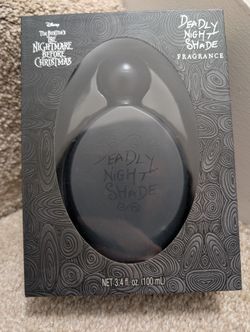 Disney
TIM BURTON'S
THE
NIGHTMARE
BEFORE
CHRISTMAS
DEADLY
NIGHT
SHADE
FRAGRANCE
DEADLY
NIGHT
SHADE
NET 3.4 fl. oz. (100 mL)